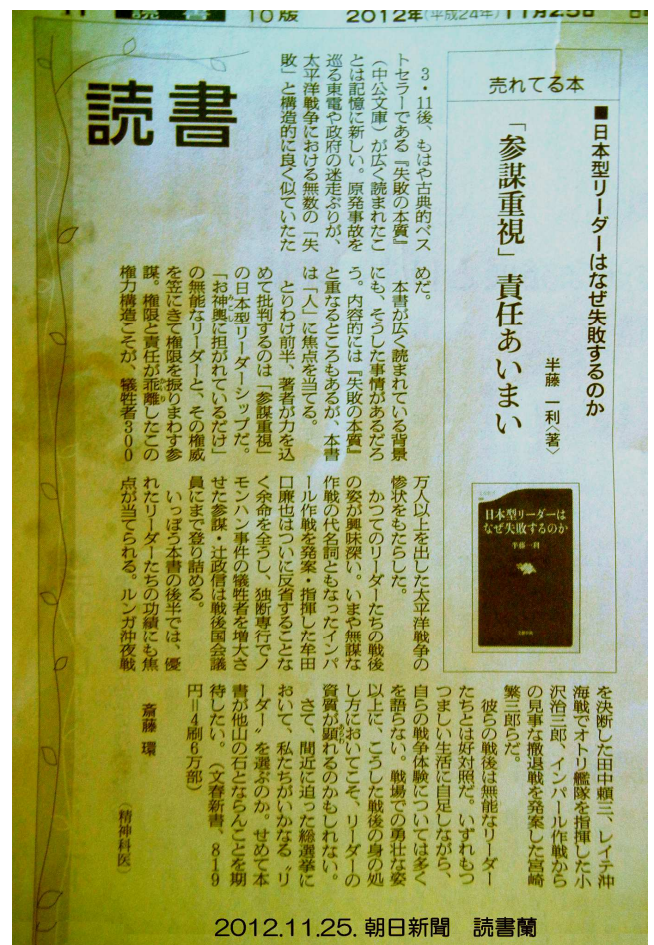 読書 10版 2012年(平成24年)11月25日
読書
売れてる本
■日本型リーダーはなぜ失敗するのか
「参謀重視」責任あいまい
半藤 一利〈著〉
日本型リーダーは
なぜ失敗するのか
半藤一利
3・11後、もはや古典的ベス
トセラーである『失敗の本質』
(中公文庫)が広く読まれたこ
とは記憶に新しい。原発事故を
巡る東電や政府の迷走ぶりが、
太平洋戦争における無数の「失
敗」と構造的に良く似ていたた
めだ。
本書が広く読まれている背景
にも、そうした事情があるだろ
う。内容的には『失敗の本質』
と重なるところもあるが、本書
は「人」に焦点を当てる。
とりわけ前半、著者が力を込
めて批判するのは「参謀重視」
の日本型リーダーシップだ。
「お神輿に担がれているだけ」
の無能なリーダーと、その権威
を笠にきて権限を振りまわす参
謀。権限と責任が乖離したこの
権力構造こそが、犠牲者300
万人以上を出した太平洋戦争の
惨状をもたらした。
かつてのリーダーたちの戦後
の姿が興味深い。いまや無謀な
作戦の代名詞ともなったインパ
ール作戦を発案・指揮した牟田
口廉也はついに反省することな
く余命を全うし、独断専行でノ
モンハン事件の犠牲者を増大さ
せた参謀・辻政信は戦後国会議
員にまで登り詰める。
いっぽう本書の後半では、優
れたリーダーたちの功績にも焦
点が当てられる。ルンガ沖夜戦
を決断した田中頼三、レイテ沖
海戦でオトリ艦隊を指揮した小
沢治三郎、インパール作戦から
の見事な撤退戦を発案した宮崎
繁三郎らだ。
彼らの戦後は無能なリーダー
たちとは好対照だ。いずれもつ
つましい生活に自足しながら、
自らの戦争体験については多く
を語らない。戦場での勇壮な姿
以上に、こうした戦後の身の処
し方においてこそ、リーダーの
資質が顕れるのかもしれない。
さて、間近に迫った総選挙に
おいて、私たちがいかなる〝リ
ーダー〟を選ぶのか。せめて本
書が他山の石とならんことを期
待したい。(文春新書、819
円=4刷6万部)
斎藤 環
(精神科医)
2012.11.25. 朝日新聞 読書蘭